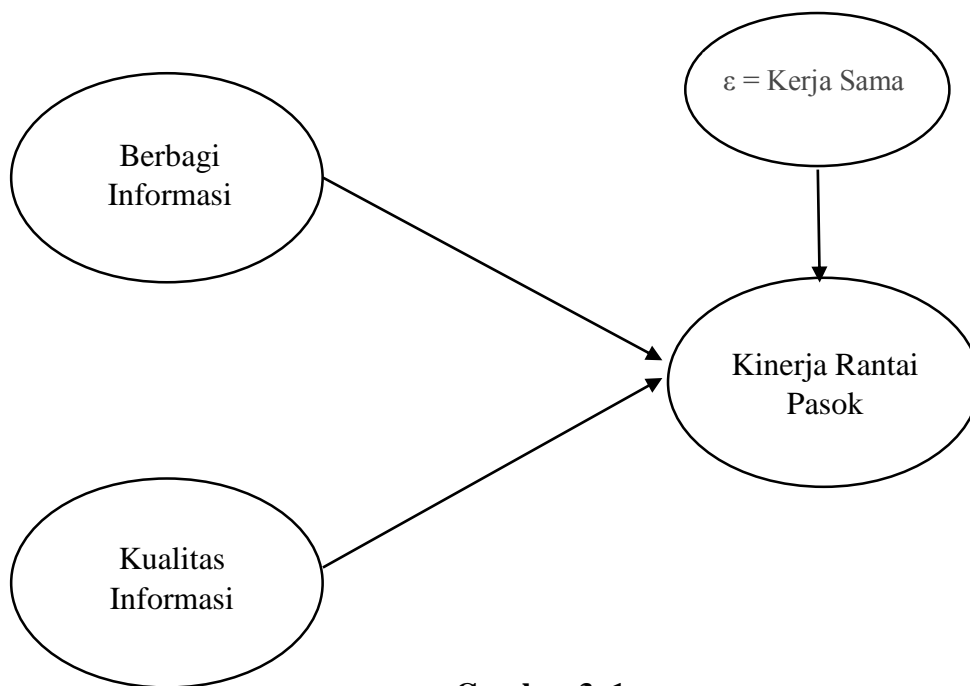 ε = Kerja Sama
Berbagi
Informasi
Kinerja Rantai
Pasok
Kualitas
Informasi